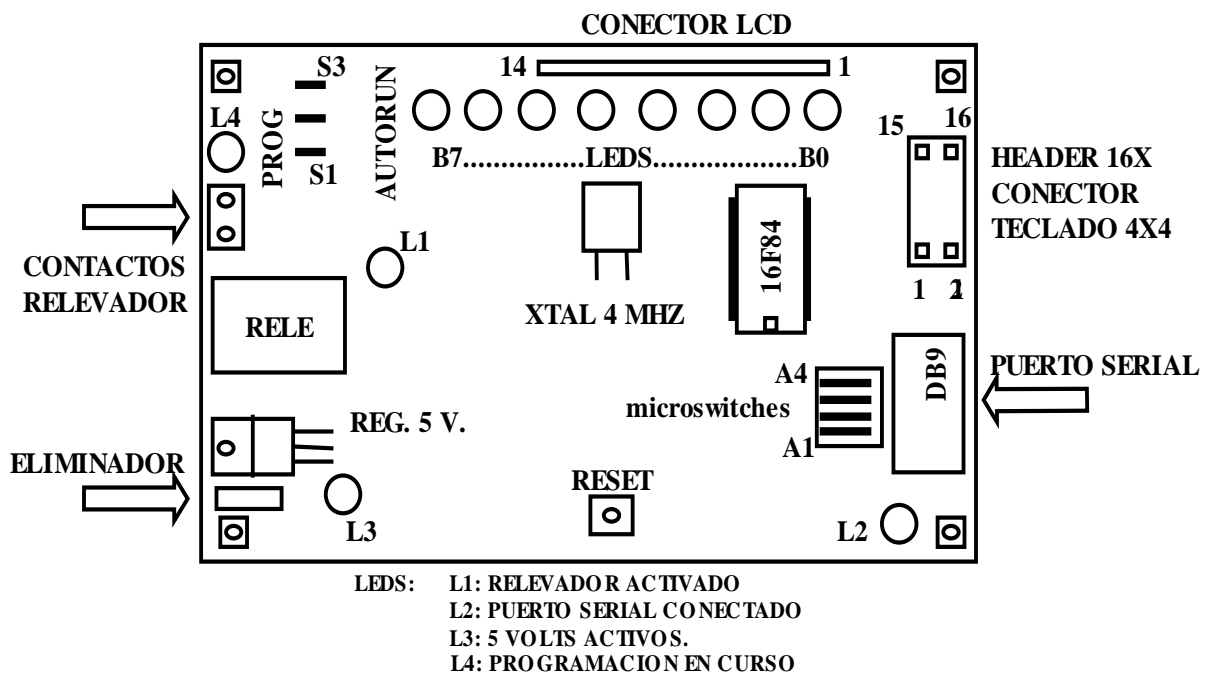 CONECTOR LCD
14 1
S3
L4
PROG
S1
AUTORUN
B7................LEDS....................B0
15 16
HEADER 16X
CONECTOR
TECLADO 4X4
1 2
CONTACTOS
RELEVADOR
L1
RELE
XTAL 4 MHZ
16F84
A4
microswitches
A1
DB9
PUERTO SERIAL
REG. 5 V.
ELIMINADOR
L3
RESET
L2
LEDS: L1: RELEVADOR ACTIVADO
L2: PUERTO SERIAL CONECTADO
L3: 5 VOLTS ACTIVOS.
L4: PROGRAMACION EN CURSO